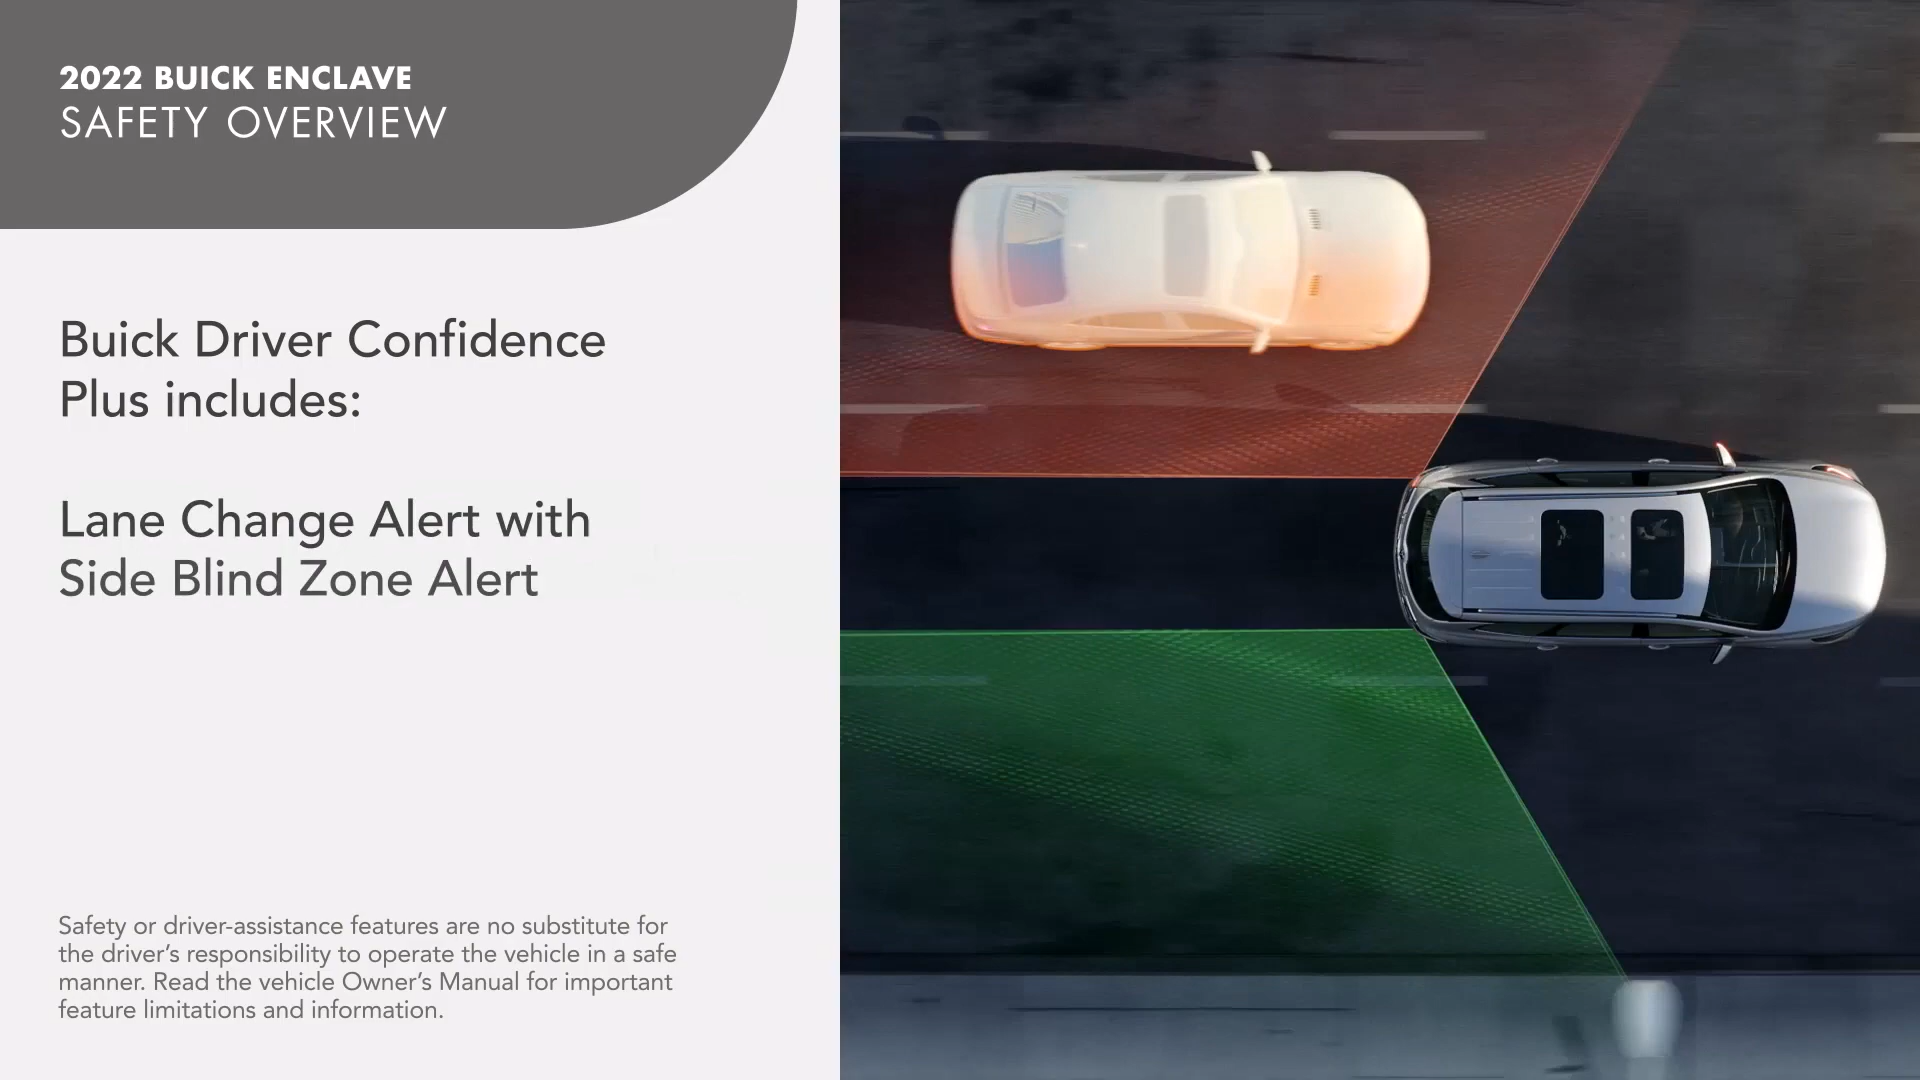 2022 BUICK ENCLAVE
SAFETY OVERVIEW
Buick Driver Confidence
Plus includes:
Lane Change Alert with
Side Blind Zone Alert
Safety or driver-assistance features are no substitute for
the driver’s responsibility to operate the vehicle in a safe
manner. Read the vehicle Owner’s Manual for important
feature limitations and information.